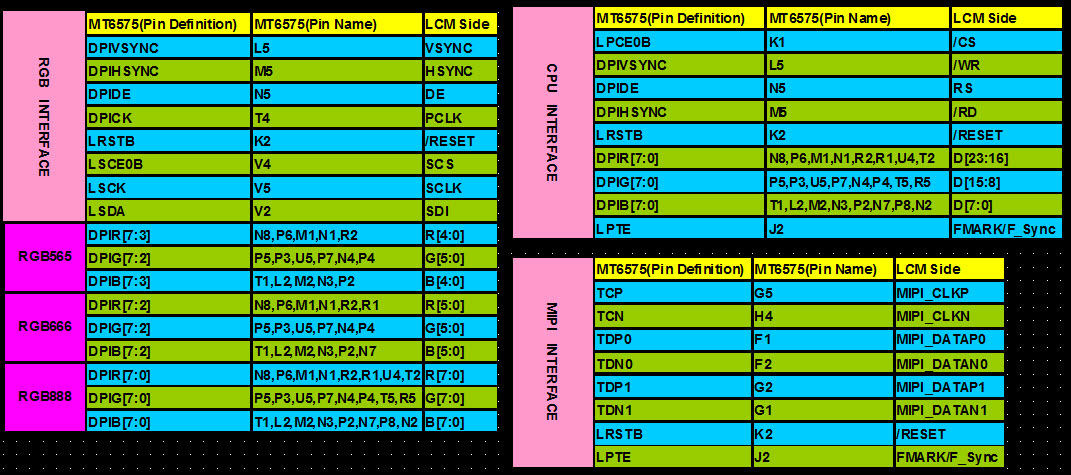 RGB INTERFACE
MT6575(Pin Definition) MT6575(Pin Name) LCM Side
DPIVSYNC L5 VSYNC
DPIHSYNC M5 HSYNC
DPIDE N5 DE
DPICK T4 PCLK
LRSTB K2 /RESET
LSCE0B V4 SCS
LSCK V5 SCLK
LSDA V2 SDI
RGB565
DPIR[7:3] N8,P6,M1,N1,R2 R[4:0]
DPIG[7:2] P5,P3,U5,P7,N4,P4 G[5:0]
DPIB[7:3] T1,L2,M2,N3,P2 B[4:0]
RGB666
DPIR[7:2] N8,P6,M1,N1,R2,R1 R[5:0]
DPIG[7:2] P5,P3,U5,P7,N4,P4 G[5:0]
DPIB[7:2] T1,L2,M2,N3,P2,N7 B[5:0]
RGB888
DPIR[7:0] N8,P6,M1,N1,R2,R1,U4,T2 R[7:0]
DPIG[7:0] P5,P3,U5,P7,N4,P4,T5,R5 G[7:0]
DPIB[7:0] T1,L2,M2,N3,P2,N7,P8,N2 B[7:0]
CPU INTERFACE
MT6575(Pin Definition) MT6575(Pin Name) LCM Side
LPCE0B K1 /CS
DPIVSYNC L5 /WR
DPIDE N5 RS
DPIHSYNC M5 /RD
LRSTB K2 /RESET
DPIR[7:0] N8,P6,M1,N1,R2,R1,U4,T2 D[23:16]
DPIG[7:0] P5,P3,U5,P7,N4,P4,T5,R5 D[15:8]
DPIB[7:0] T1,L2,M2,N3,P2,N7,P8,N2 D[7:0]
LPTE J2 FMARK/F_Sync
MIPI INTERFACE
MT6575(Pin Definition) MT6575(Pin Name) LCM Side
TCP G5 MIPI_CLKP
TCN H4 MIPI_CLKN
TDP0 F1 MIPI_DATAP0
TDN0 F2 MIPI_DATAN0
TDP1 G2 MIPI_DATAP1
TDN1 G1 MIPI_DATAN1
LRSTB K2 /RESET
LPTE J2 FMARK/F_Sync